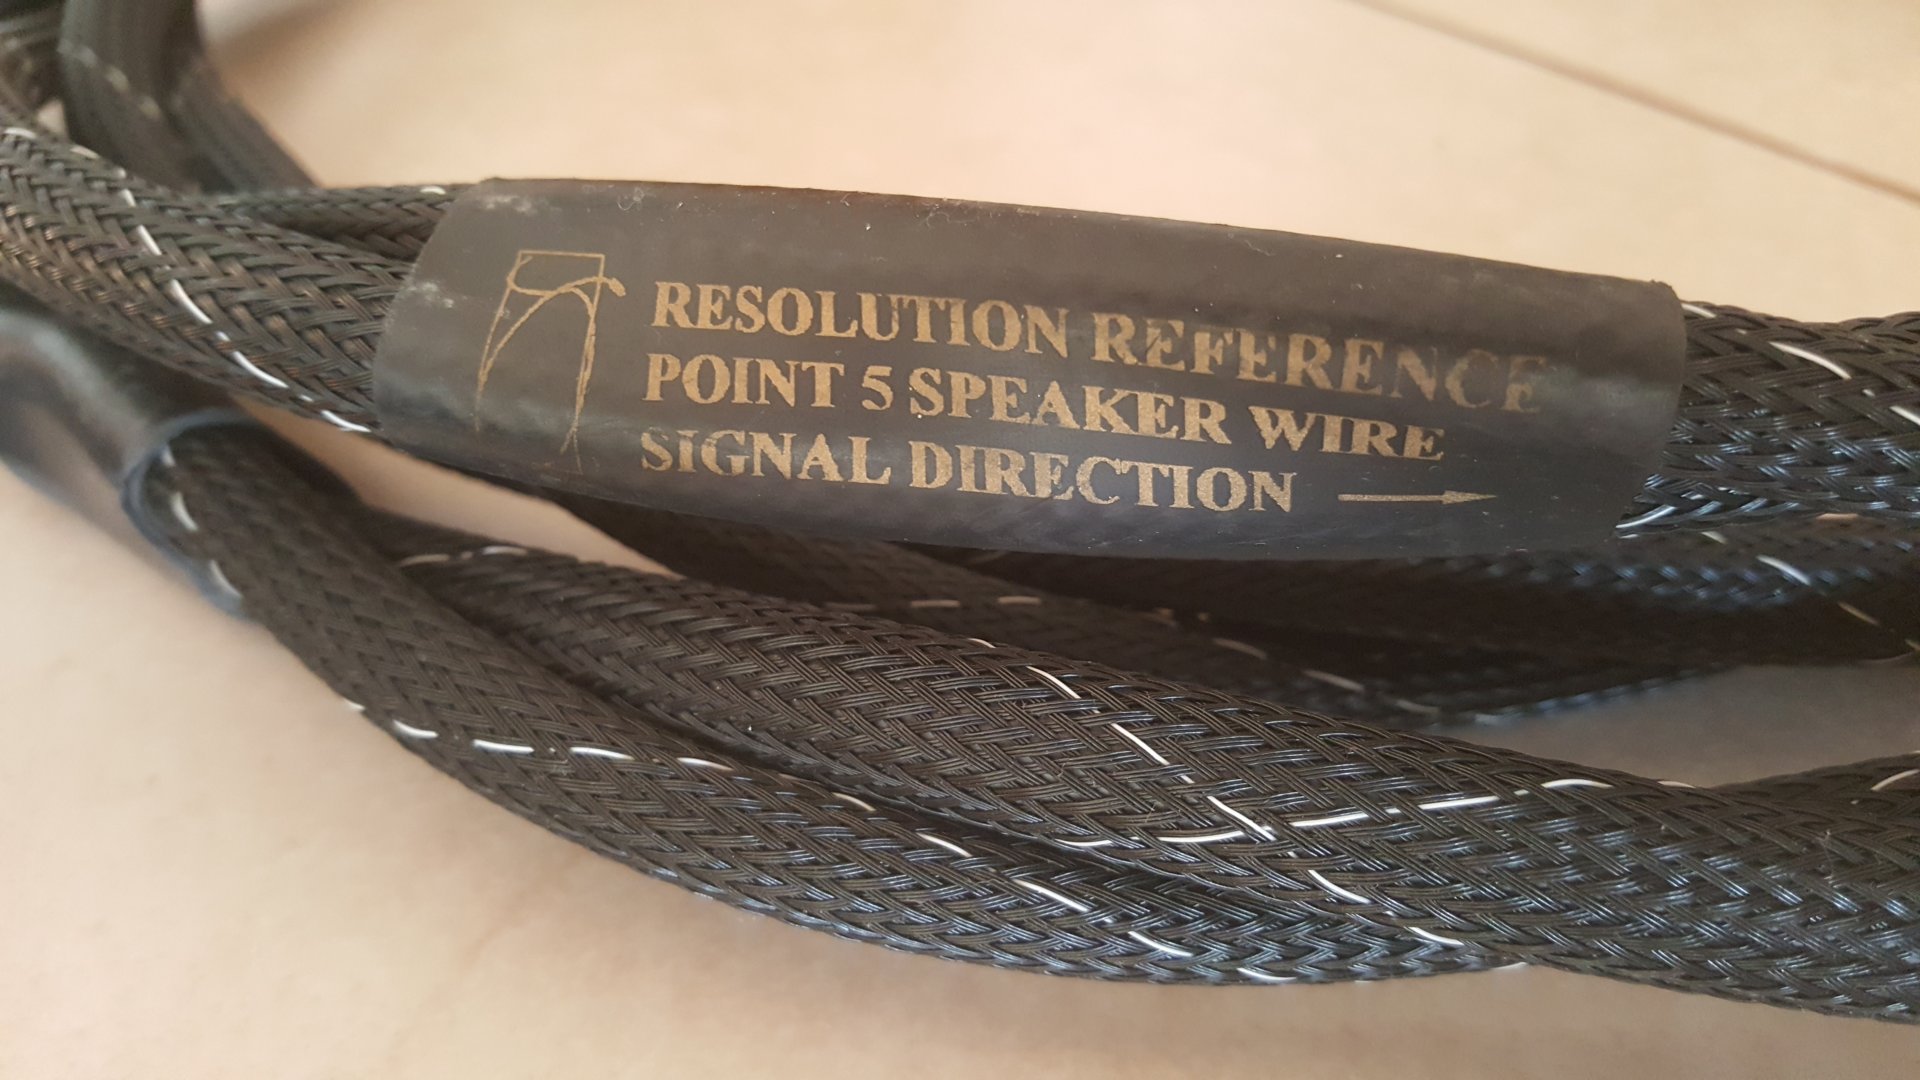 RESOLUTION REFERENCE
POINT 5 SPEAKER WIRE
SIGNAL DIRECTION